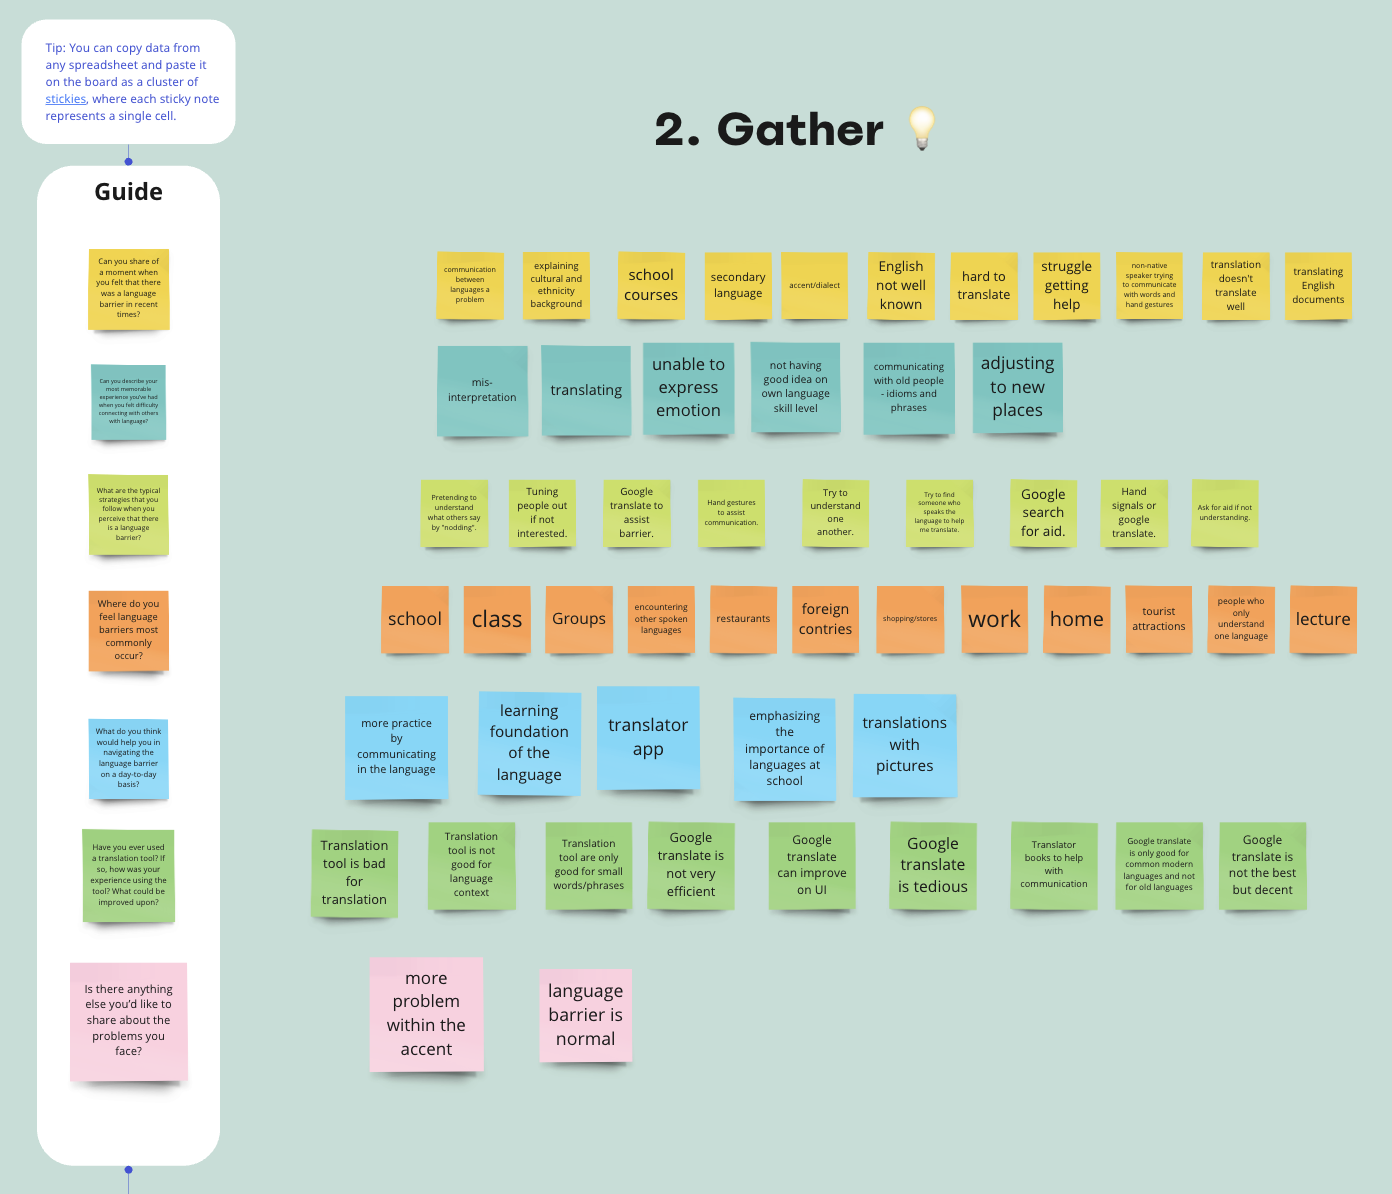 Tip: You can copy data from
any spreadsheet and paste it
on the board as a cluster of
stickies, where each sticky note
represents a single cell.
2. Gather
Guide
Can you share of
a moment when
you felt that there
was a language
barrier in recent
times?
communication
between
languages a
problem
explaining
cultural and
ethnicity
background
school
courses
secondary
language
accent/dialect
English
not well
known
hard to
translate
struggle
getting
help
non-native
speaker trying
to communicate
with words and
hand gestures
translation
doesn't
translate
well
translating
English
documents
Can you describe your
most memorable
experience you've had
when you felt difficulty
connecting with others
with language?
mis-
interpretation
translating
unable to
express
emotion
not having
good idea on
own language
skill level
communicating
with old people
- idioms and
phrases
adjusting
to new
places
What are the typical
strategies that you
follow when you
perceive that there
is a language
barrier?
Pretending to
understand
what others say
by "nodding".
Tuning
people out
if not
interested.
Google
translate to
assist
barrier.
Hand gestures
to assist
communication.
Try to
understand
one
another.
Try to find
someone who
speaks the
language to help
me translate.
Google
search
for aid.
Hand
signals or
google
translate.
Ask for aid if not
understanding.
Where do you
feel language
barriers most
commonly
occur?
school
class
Groups
encountering
other spoken
languages
restaurants
foreign
contries
shopping/stores
work
home
tourist
attractions
people who
only
understand
one language
lecture
What do you think
would help you in
navigating the
language barrier
on a day-to-day
basis?
more practice
by
communicating
in the language
learning
foundation
of the
language
translator
app
emphasizing
the
importance of
languages at
school
translations
with
pictures
Have you ever used
a translation tool? If
so, how was your
experience using the
tool? What could be
improved upon?
Translation
tool is bad
for
translation
Translation
tool is not
good for
language
context
Translation
tool are only
good for small
words/phrases
Google
translate is
not very
efficient
Google
translate
can improve
on UI
Google
translate
is tedious
Translator
books to help
with
communication
Google translate
is only good for
common modern
languages and not
for old languages
Google
translate is
not the best
but decent
Is there anything
else you'd like to
share about the
problems you
face?
more
problem
within the
accent
language
barrier is
normal